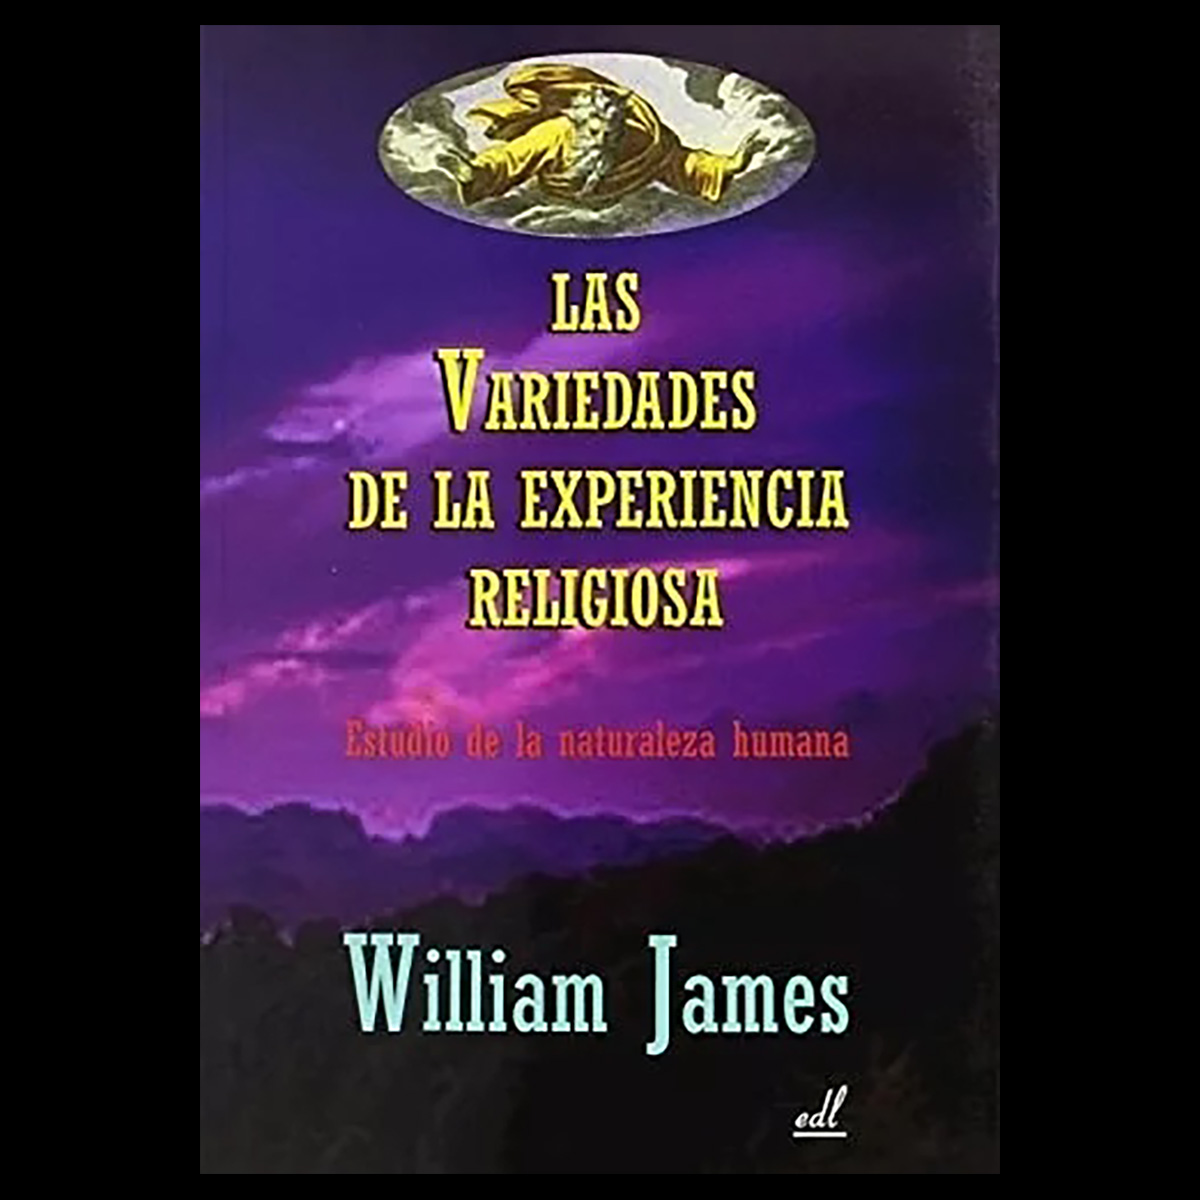 LAS
VARIEDADES
DE LA EXPERIENCIA
RELIGIOSA
Estudio de la naturaleza humana
William James
edl